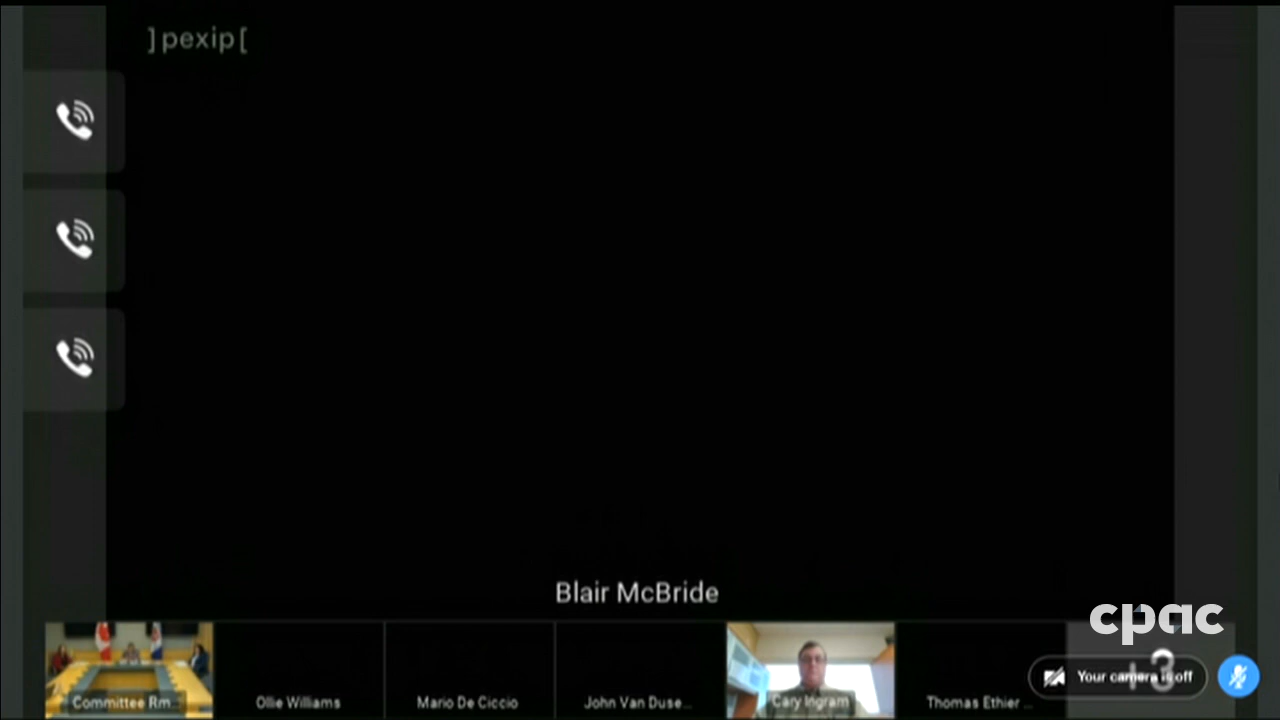 ]pexip[
Blair McBride
cpac
Committee Rm...
Ollie Williams
Mario De Ciccio
John Van Duse...
Cary Ingram
Thomas Ethier ...
+3
Your camera is off